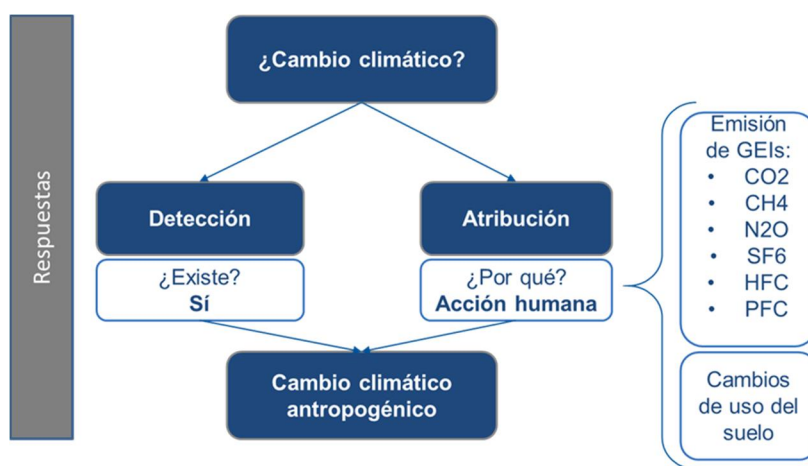 Respuestas
¿Cambio climático?
Detección
¿Existe?
Sí
Atribución
¿Por qué?
Acción humana
Cambio climático
antropogénico
Emisión
de GEIs:
• CO2
• CH4
• N2O
• SF6
• HFC
• PFC
Cambios
de uso del
suelo